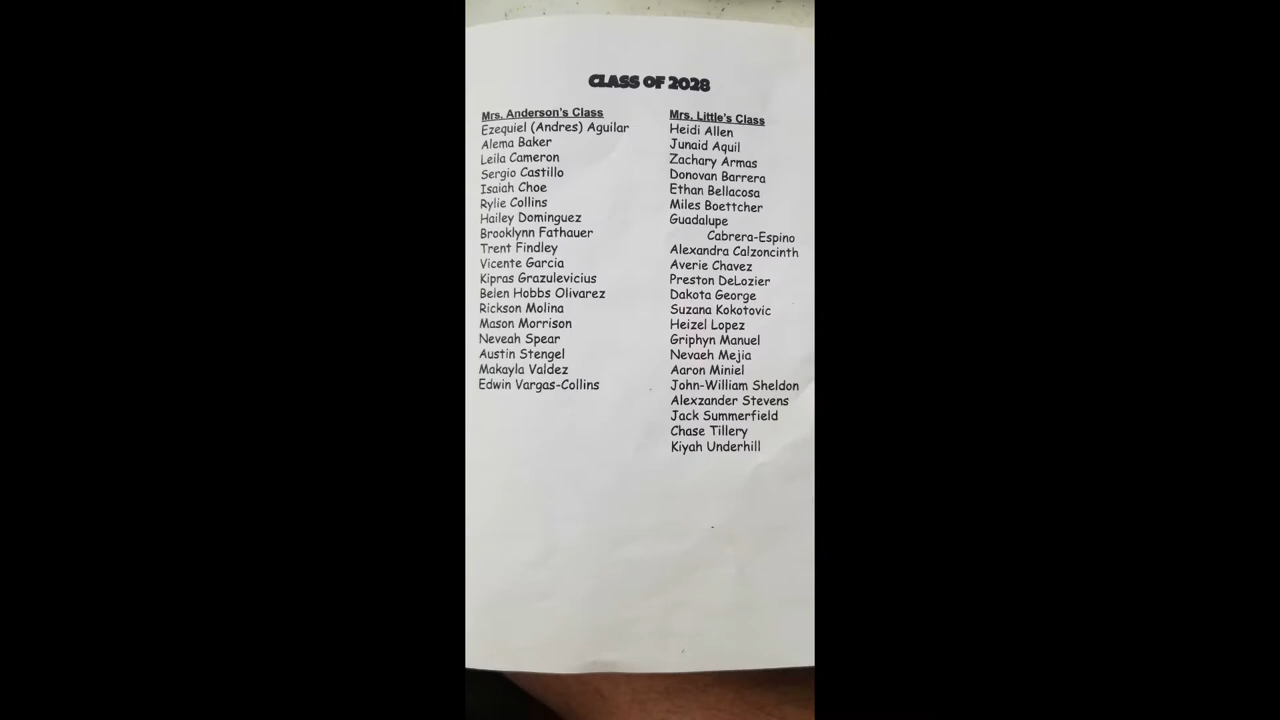 CLASS OF 2028
Mrs. Anderson's Class
Ezequiel (Andres) Aguilar
Alema Baker
Leila Cameron
Sergio Castillo
Isaiah Choe
Rylie Collins
Hailey Dominguez
Brooklynn Fathauer
Trent Findley
Vicente Garcia
Kipras Grazulevicius
Belen Hobbs Olivarez
Rickson Molina
Mason Morrison
Neveah Spear
Austin Stengel
Makayla Valdez
Edwin Vargas-Collins
Mrs. Little's Class
Heidi Allen
Junaid Aquil
Zachary Armas
Donovan Barrera
Ethan Bellacosa
Miles Boettcher
Guadalupe
Cabrera-Espino
Alexandra Calzoncinth
Averie Chavez
Preston DeLozier
Dakota George
Suzana Kokotovic
Heizel Lopez
Griphyn Manuel
Nevaeh Mejia
Aaron Miniel
John-William Sheldon
Alexzander Stevens
Jack Summerfield
Chase Tillery
Kiyah Underhill